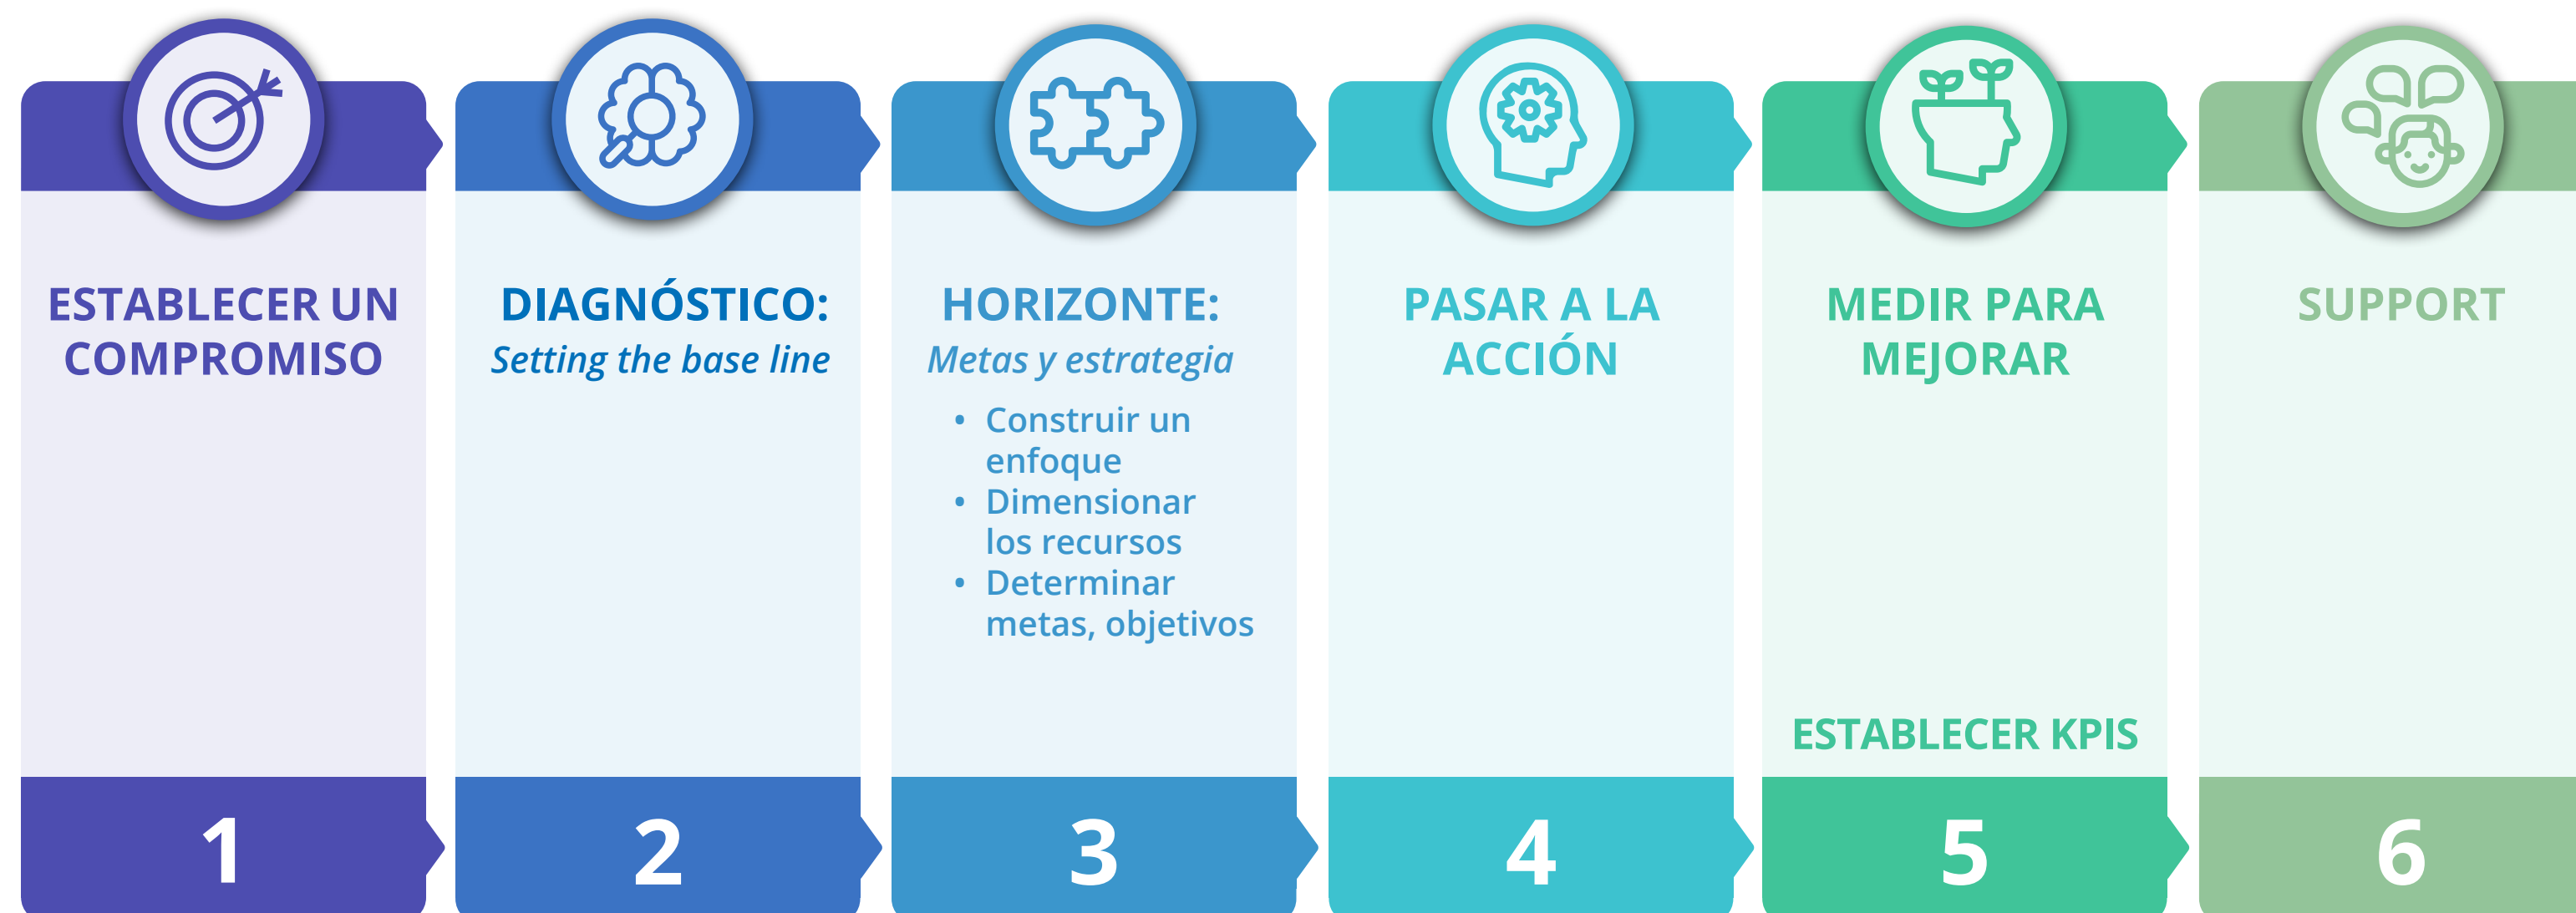 ESTABLECER UN
COMPROMISO
1
DIAGNÓSTICO:
Setting the base line
2
HORIZONTE:
Metas y estrategia
• Construir un
enfoque
• Dimensionar
los recursos
• Determinar
metas, objetivos
3
PASAR A LA
ACCIÓN
4
MEDIR PARA
MEJORAR
ESTABLECER KPIS
5
SUPPORT
6